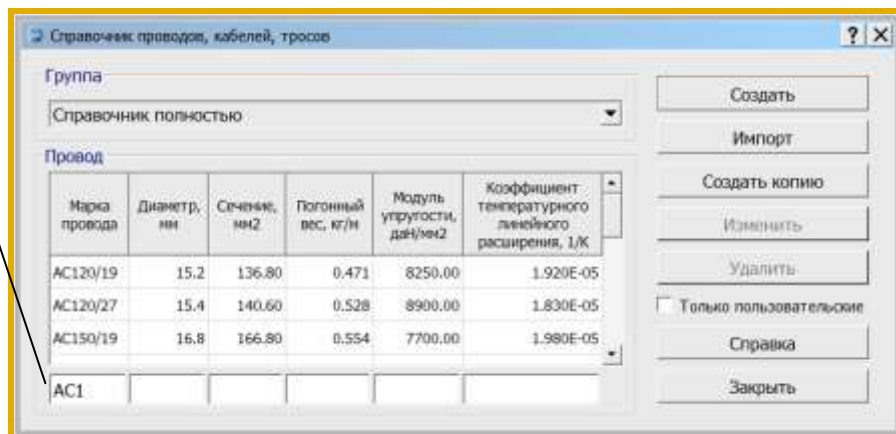 Справочник проводов, кабелей, тросов
? X
Группа
Справочник полностью
Провод
Марка провода
Диаметр, мм
Сечение, мм2
Погонный вес, кг/м
Модуль упругости, даН/мм2
Коэффициент температурного линейного расширения, 1/К
АС120/19 15.2 136.80 0.471 8250.00 1.920E-05
АС120/27 15.4 140.60 0.528 8900.00 1.830E-05
АС150/19 16.8 166.80 0.554 7700.00 1.980E-05
АС1
Создать
Импорт
Создать копию
Изменить
Удалить
Только пользовательские
Справка
Закрыть